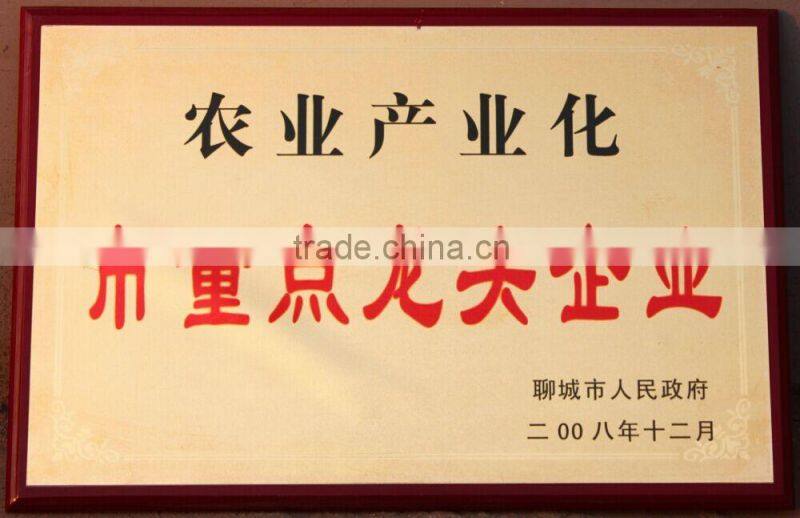 农业产业化
trade.china.cn
市重点龙头企业
聊城市人民政府
二00八年十二月